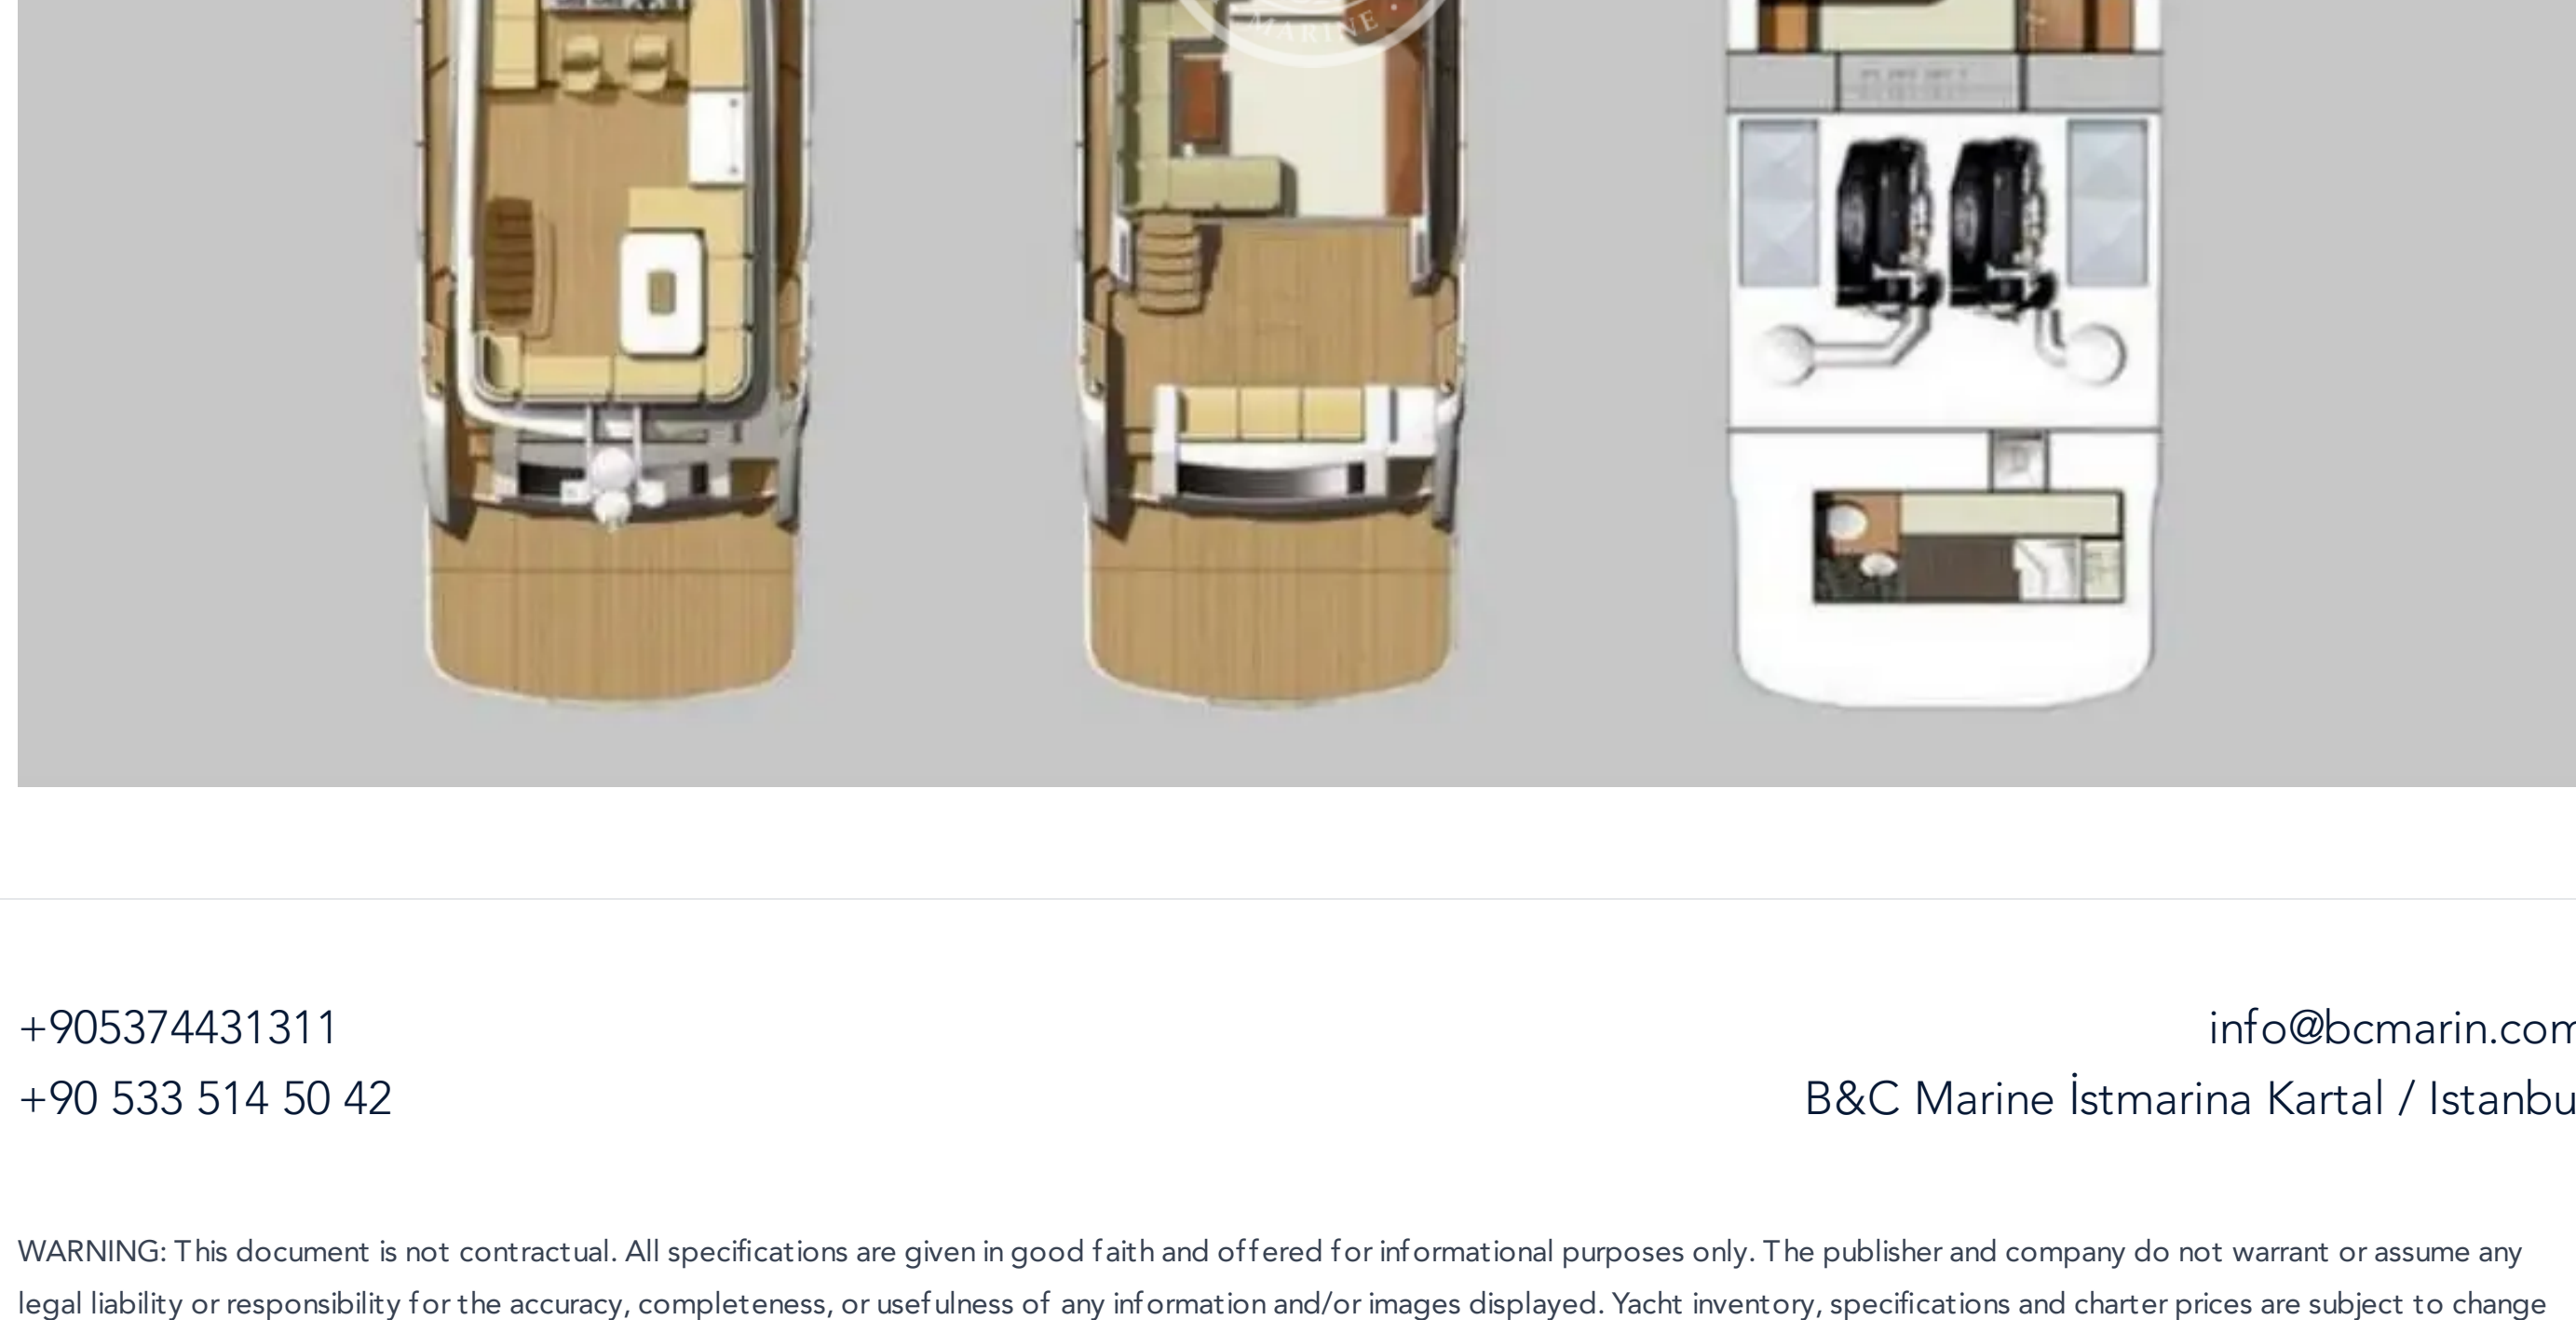 MARINE
+905374431311
info@bcmarin.com
+90 533 514 50 42
B&C Marine İstmarina Kartal / Istanbu
WARNING: This document is not contractual. All specifications are given in good faith and offered for informational purposes only. The publisher and company do not warrant or assume any
legal liability or responsibility for the accuracy, completeness, or usefulness of any information and/or images displayed. Yacht inventory, specifications and charter prices are subject to change